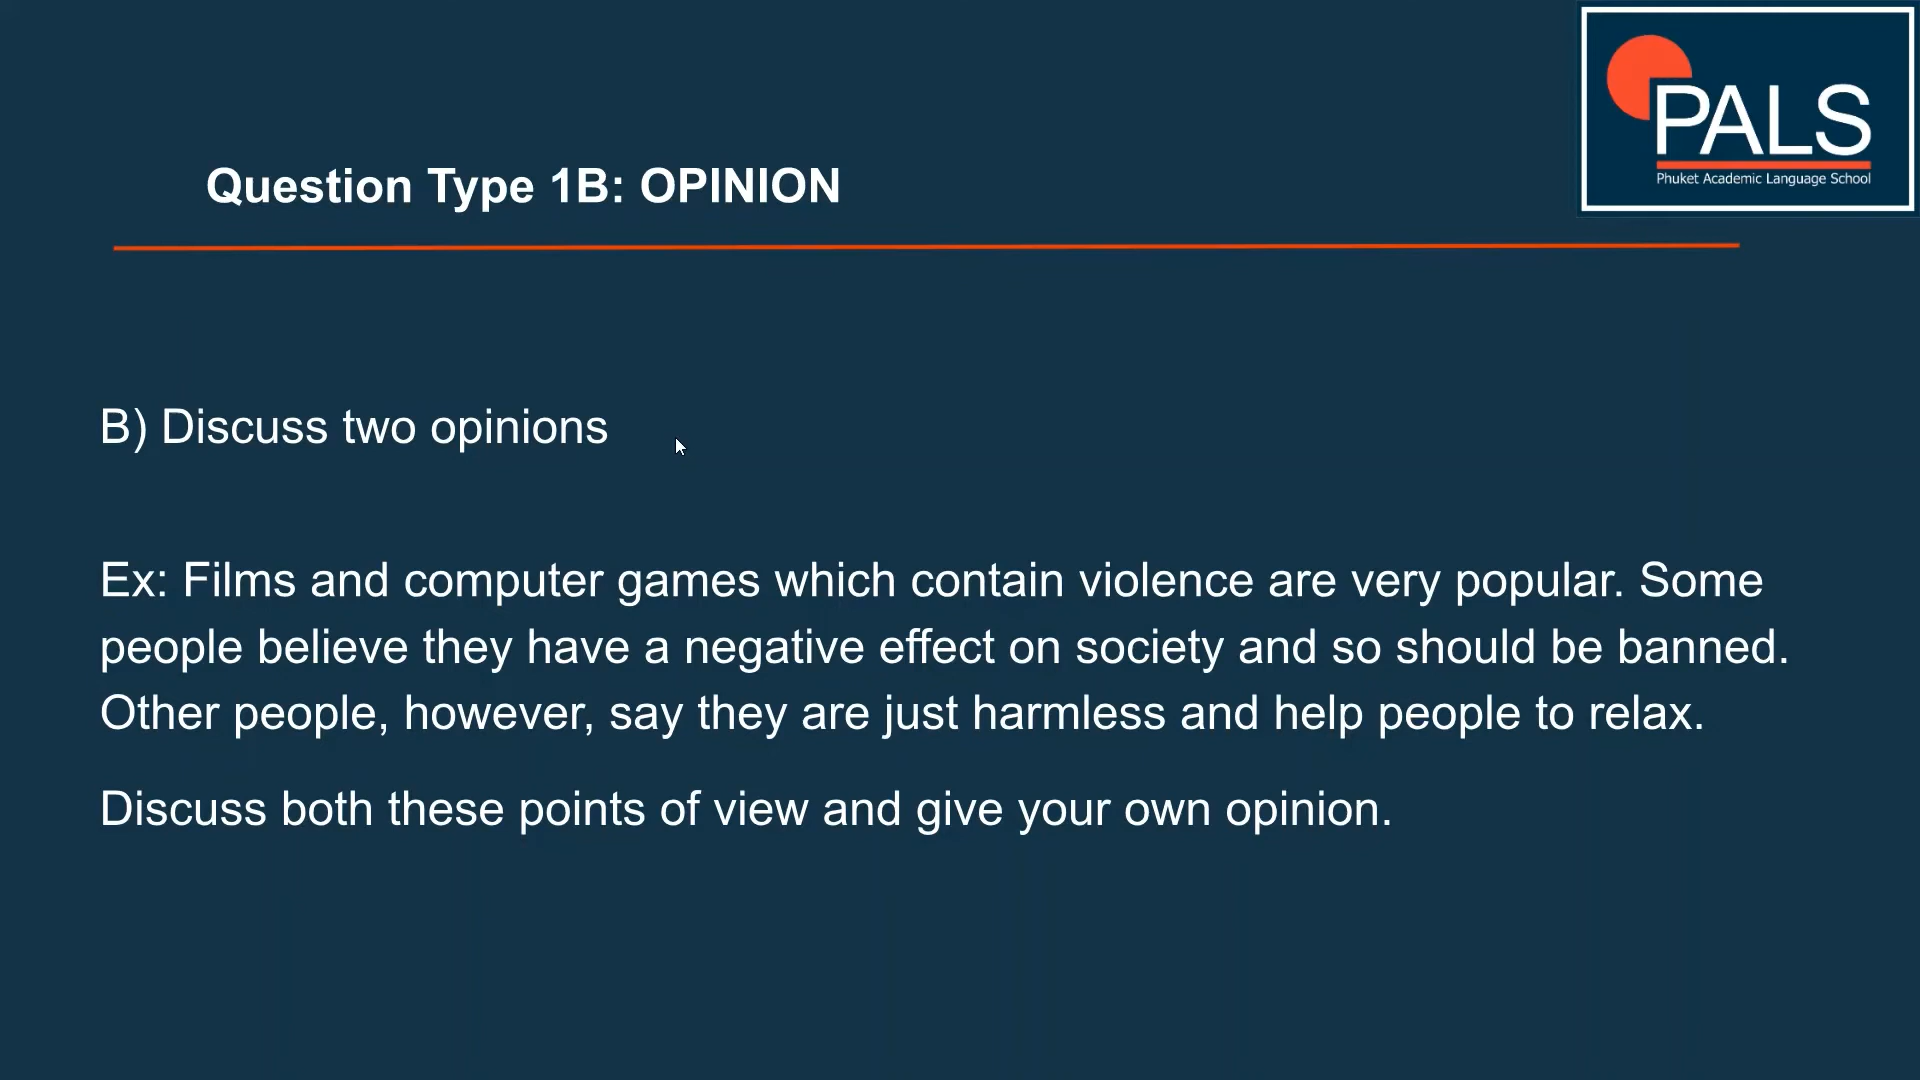 PALS
Phuket Academic Language School
Question Type 1B: OPINION
B) Discuss two opinions
Ex: Films and computer games which contain violence are very popular. Some
people believe they have a negative effect on society and so should be banned.
Other people, however, say they are just harmless and help people to relax.
Discuss both these points of view and give your own opinion.